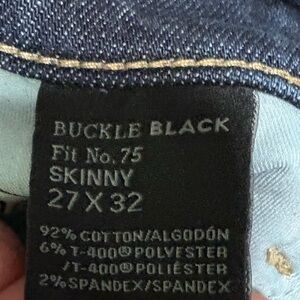 BUCKLE BLACK
Fit No. 75
SKINNY
27 X 32
92% COTTON/ALGODÓN
6% T-400® POLYESTER
/T-400® POLIÉSTER
2% SPANDEX/SPANDEX